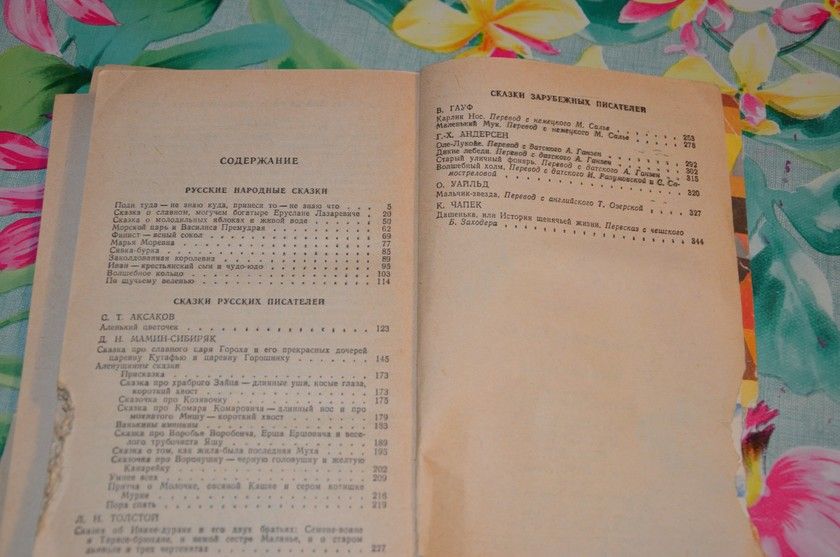 СОДЕРЖАНИЕ
РУССКИЕ НАРОДНЫЕ СКАЗКИ
Поди туда — не знаю куда, принеси то — не знаю что . . 5
Сказка о славном, могучем богатыре Еруслане Лазаревиче 20
Сказка о молодильных яблоках и живой воде . . . . 50
Морской царь и Василиса Премудрая . . . . . 62
Финист — ясный сокол . . . . . . . 69
Марья Моревна . . . . . . . . 77
Сивка-бурка . . . . . . . . 85
Заколдованная королевна . . . . . . . 89
Иван — крестьянский сын и чудо-юдо . . . . . 95
Волшебное кольцо . . . . . . . 103
По щучьему веленью . . . . . . . 114
СКАЗКИ РУССКИХ ПИСАТЕЛЕЙ
С. Т. АКСАКОВ
Аленький цветочек . . . . . . . 123
Д. Н. МАМИН-СИБИРЯК
Сказка про славного царя Гороха и его прекрасных дочерей
царевну Кутафью и царевну Горошинку . . . . . 145
Аленушкины сказки
Присказка . . . . . . . . 173
Сказка про храброго Зайца — длинные уши, косые глаза,
короткий хвост . . . . . . . 173
Сказочка про Козявочку . . . . . . 175
Сказка про Комара Комаровича — длинный нос и про
мохнатого Мишу — короткий хвост . . . . . 179
Ванькины именины . . . . . . . 183
Сказка про Воробья Воробеича, Ерша Ершовича и весе-
лого трубочиста Яшу . . . . . . 189
Сказка о том, как жила-была последняя Муха . . . 195
Сказочка про Воронушку — черную головушку и желтую
Канарейку . . . . . . . . 202
Умнее всех . . . . . . . . 209
Притча о Молочке, овсяной Кашке и сером котишке
Мурке . . . . . . . . . 216
Пора спать . . . . . . . . 219
Л. Н. ТОЛСТОЙ
Сказка об Иване-дураке и его двух братьях: Семене-воине
и Тарасе-брюхане, и немой сестре Маланье, и о старом
дьяволе и трех чертенятах . . . . . . 227
СКАЗКИ ЗАРУБЕЖНЫХ ПИСАТЕЛЕЙ
В. ГАУФ
Карлик Нос. Перевод с немецкого М. Салье . . . . 253
Маленький Мук. Перевод с немецкого М. Салье . . . 278
Г.-Х. АНДЕРСЕН
Оле-Лукойе. Перевод с датского А. Ганзен . . . . 292
Дикие лебеди. Перевод с датского А. Ганзен . . . . 302
Старый уличный фонарь. Перевод с датского А. Ганзен . 315
Волшебный холм. Перевод с датского И. Разумовской и С. Са-
мостреловой . . . . . . . . 320
О. УАЙЛЬД
Мальчик-звезда. Перевод с английского Т. Озерской . . 327
К. ЧАПЕК
Дашенька, или История щенячьей жизни. Пересказ с чешского
Б. Заходера . . . . . . . . 344